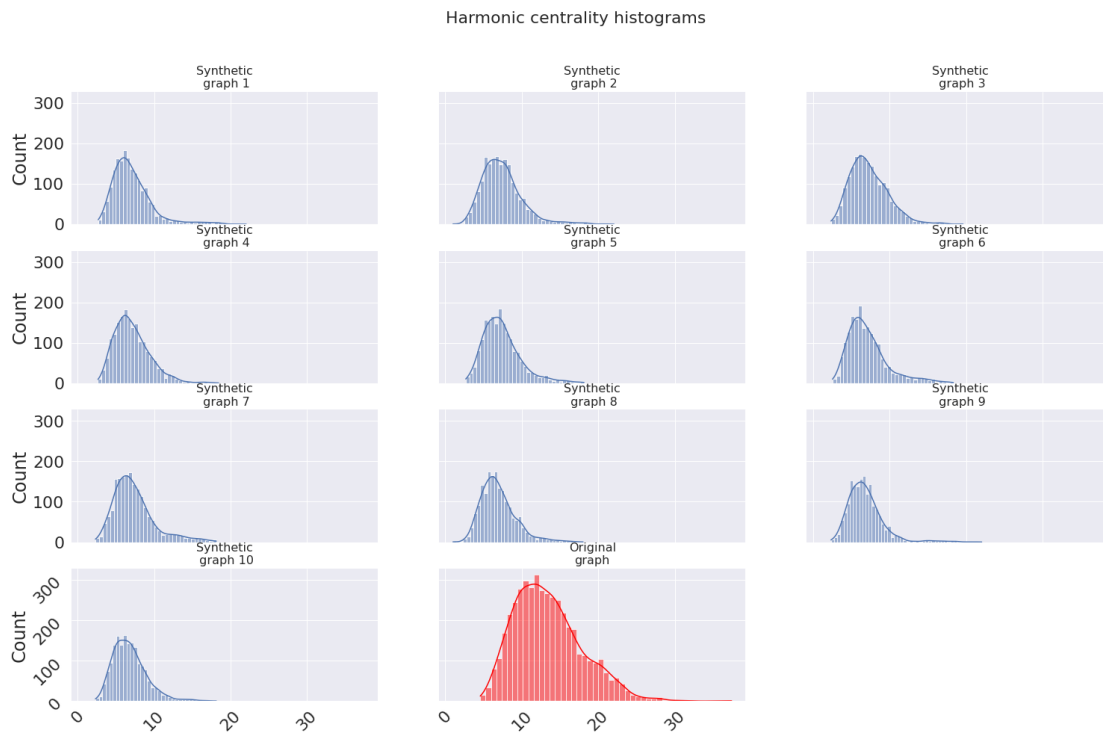 Harmonic centrality histograms
Synthetic
graph 1
Synthetic
graph 2
Synthetic
graph 3
300
200
100
0
Count
Synthetic
graph 4
Synthetic
graph 5
Synthetic
graph 6
300
200
100
0
Count
Synthetic
graph 7
Synthetic
graph 8
Synthetic
graph 9
300
200
100
0
Count
Synthetic
graph 10
Original
graph
300
200
100
0
Count
0 10 20 30
0 10 20 30